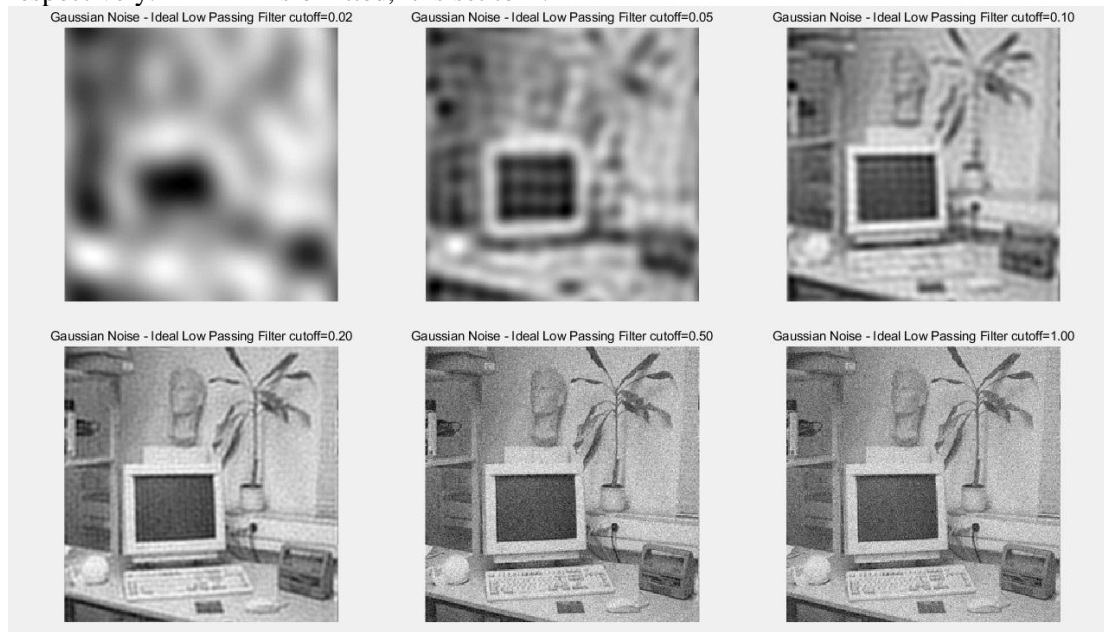 Gaussian Noise - Ideal Low Passing Filter cutoff=0.02
Gaussian Noise - Ideal Low Passing Filter cutoff=0.05
Gaussian Noise - Ideal Low Passing Filter cutoff=0.10
Gaussian Noise - Ideal Low Passing Filter cutoff=0.20
Gaussian Noise - Ideal Low Passing Filter cutoff=0.50
Gaussian Noise - Ideal Low Passing Filter cutoff=1.00